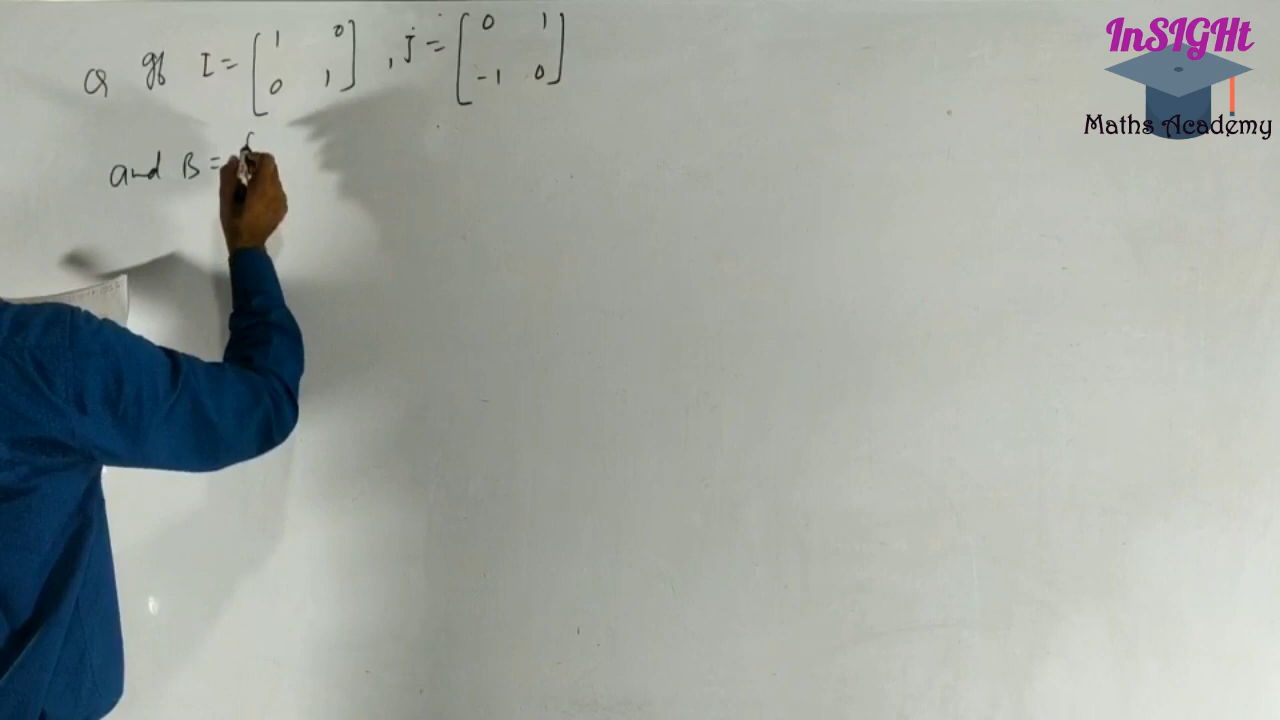 Q If I = [ 1 0 0 1 ] , J = [ 0 1 -1 0 ]
and B = [
InSIGHt
Maths Academy